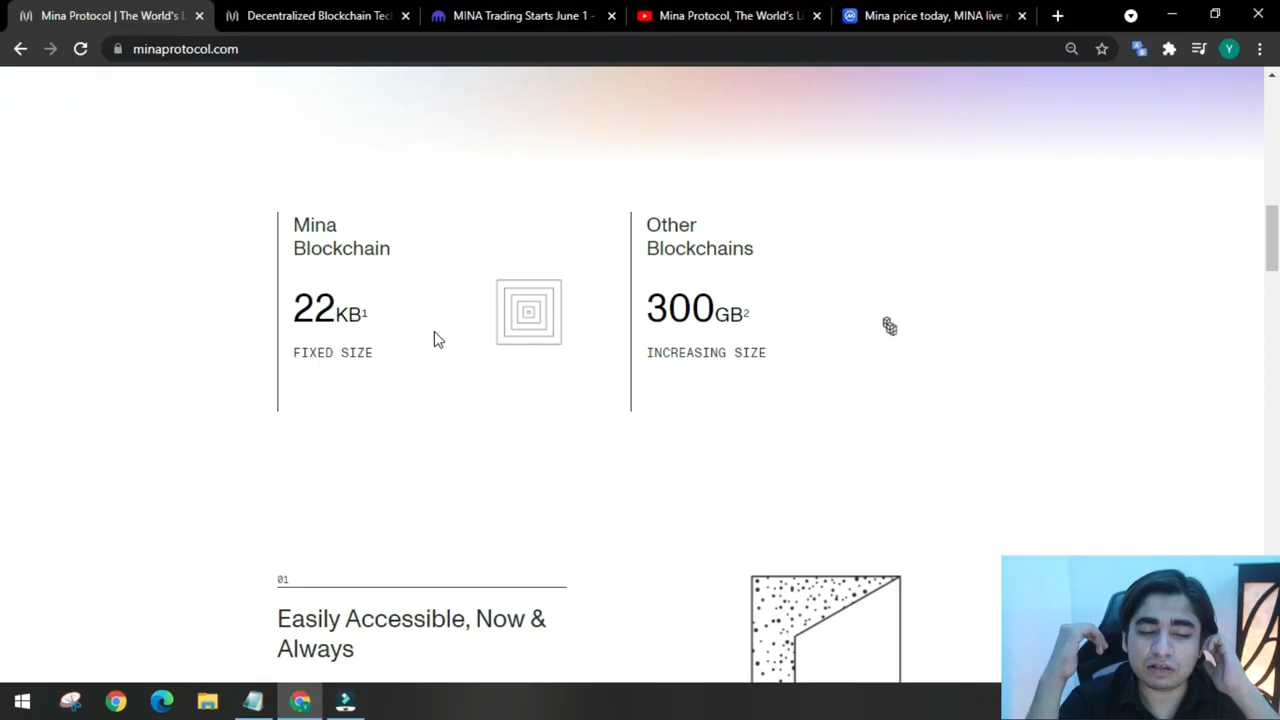 Mina Protocol | The World's L
Decentralized Blockchain Tec
MINA Trading Starts June 1 -
Mina Protocol, The World's L
Mina price today, MINA live
minaprotocol.com
Y
Mina
Blockchain
22KB1
FIXED SIZE
Other
Blockchains
300GB2
INCREASING SIZE
01
Easily Accessible, Now &
Always